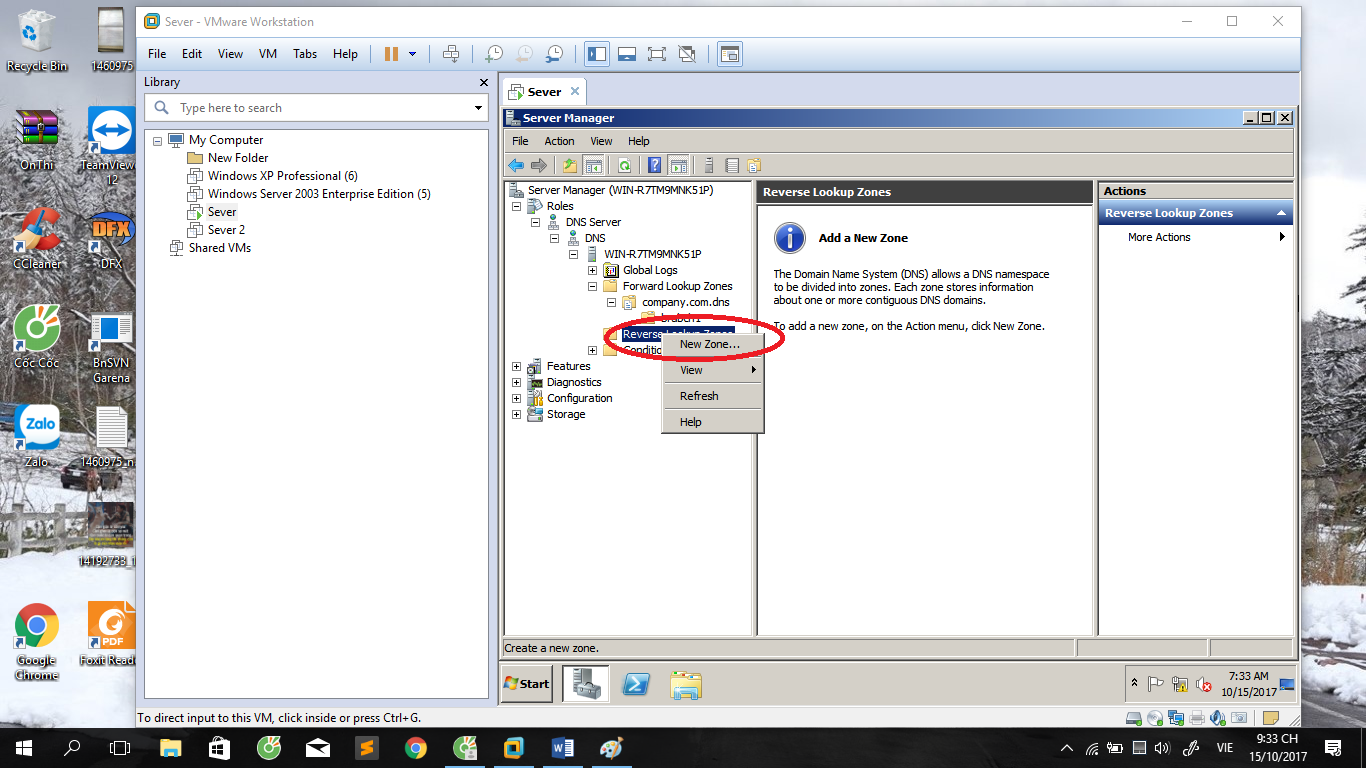 Sever - VMware Workstation
File Edit View VM Tabs Help
Library
Type here to search
My Computer
New Folder
Windows XP Professional (6)
Windows Server 2003 Enterprise Edition (5)
Sever
Sever 2
Shared VMs
Sever
Server Manager
File Action View Help
Server Manager (WIN-R7TM9MNK51P)
Roles
DNS Server
DNS
WIN-R7TM9MNK51P
Global Logs
Forward Lookup Zones
company.com.dns
Reverse Lookup Zones
Features
Diagnostics
Configuration
Storage
New Zone...
View
Refresh
Help
Reverse Lookup Zones
Add a New Zone
The Domain Name System (DNS) allows a DNS namespace
to be divided into zones. Each zone stores information
about one or more contiguous DNS domains.
To add a new zone, on the Action menu, click New Zone.
Actions
Reverse Lookup Zones
More Actions
Create a new zone.
Start
7:33 AM
10/15/2017
To direct input to this VM, click inside or press Ctrl+G.
Recycle Bin
1460975
OnThi
TeamView
12
CCleaner
DFX
Cốc Cốc
BnSVN
Garena
Zalo
1460975_n
14192733_1
Google
Chrome
Foxit Read
VIE
9:33 CH
15/10/2017